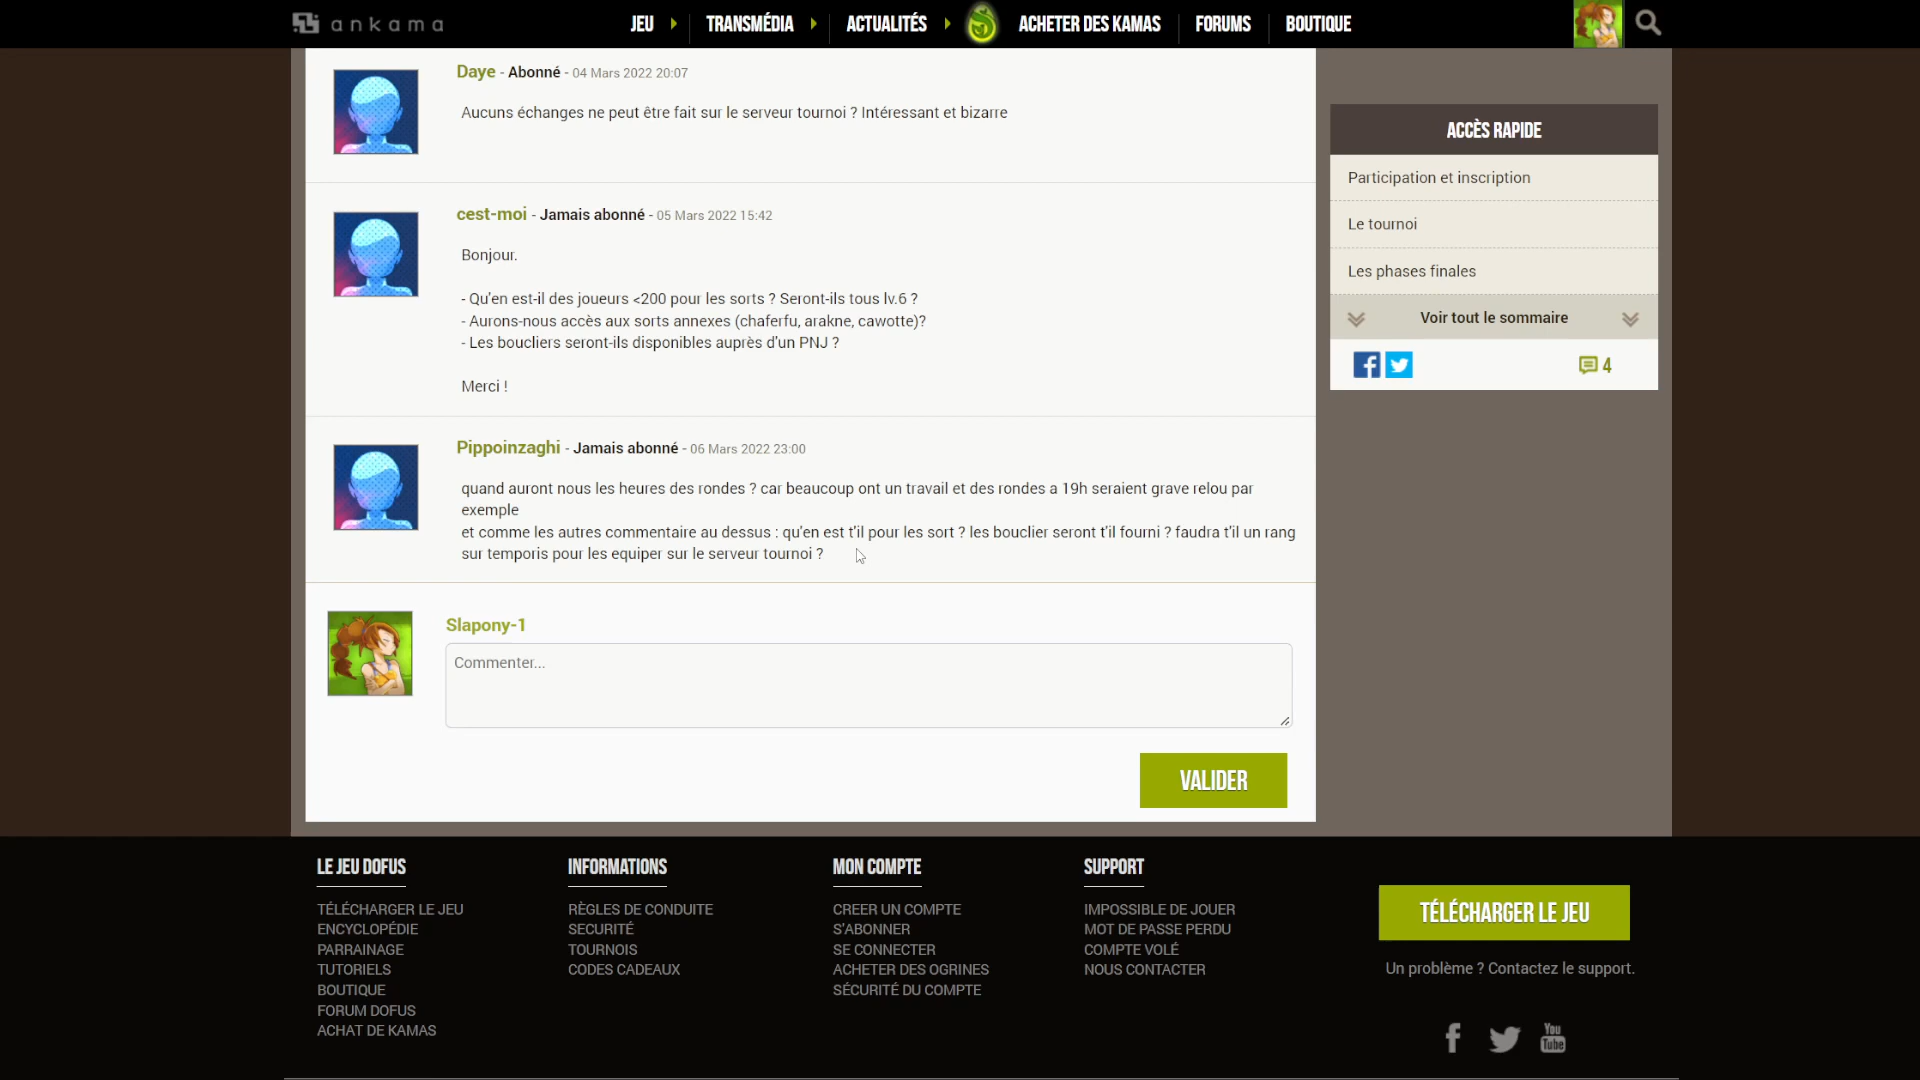 ankama
JEU
TRANSMÉDIA
ACTUALITÉS
ACHETER DES KAMAS
FORUMS
BOUTIQUE
Daye - Abonné - 04 Mars 2022 20:07
Aucuns échanges ne peut être fait sur le serveur tournoi ? Intéressant et bizarre
cest-moi - Jamais abonné - 05 Mars 2022 15:42
Bonjour.
- Qu'en est-il des joueurs <200 pour les sorts ? Seront-ils tous lv.6 ?
- Aurons-nous accès aux sorts annexes (chaferfu, arakne, cawotte)?
- Les boucliers seront-ils disponibles auprès d'un PNJ ?
Merci !
Pippoinzaghi - Jamais abonné - 06 Mars 2022 23:00
quand auront nous les heures des rondes ? car beaucoup ont un travail et des rondes a 19h seraient grave relou par
exemple
et comme les autres commentaire au dessus : qu'en est t'il pour les sort ? les bouclier seront t'il fourni ? faudra t'il un rang
sur temporis pour les equiper sur le serveur tournoi ?
Slapony-1
Commenter...
VALIDER
ACCÈS RAPIDE
Participation et inscription
Le tournoi
Les phases finales
Voir tout le sommaire
4
LE JEU DOFUS
TÉLÉCHARGER LE JEU
ENCYCLOPÉDIE
PARRAINAGE
TUTORIELS
BOUTIQUE
FORUM DOFUS
ACHAT DE KAMAS
INFORMATIONS
RÈGLES DE CONDUITE
SECURITÉ
TOURNOIS
CODES CADEAUX
MON COMPTE
CREER UN COMPTE
S'ABONNER
SE CONNECTER
ACHETER DES OGRINES
SÉCURITÉ DU COMPTE
SUPPORT
IMPOSSIBLE DE JOUER
MOT DE PASSE PERDU
COMPTE VOLÉ
NOUS CONTACTER
TÉLÉCHARGER LE JEU
Un problème ? Contactez le support.
You
Tube